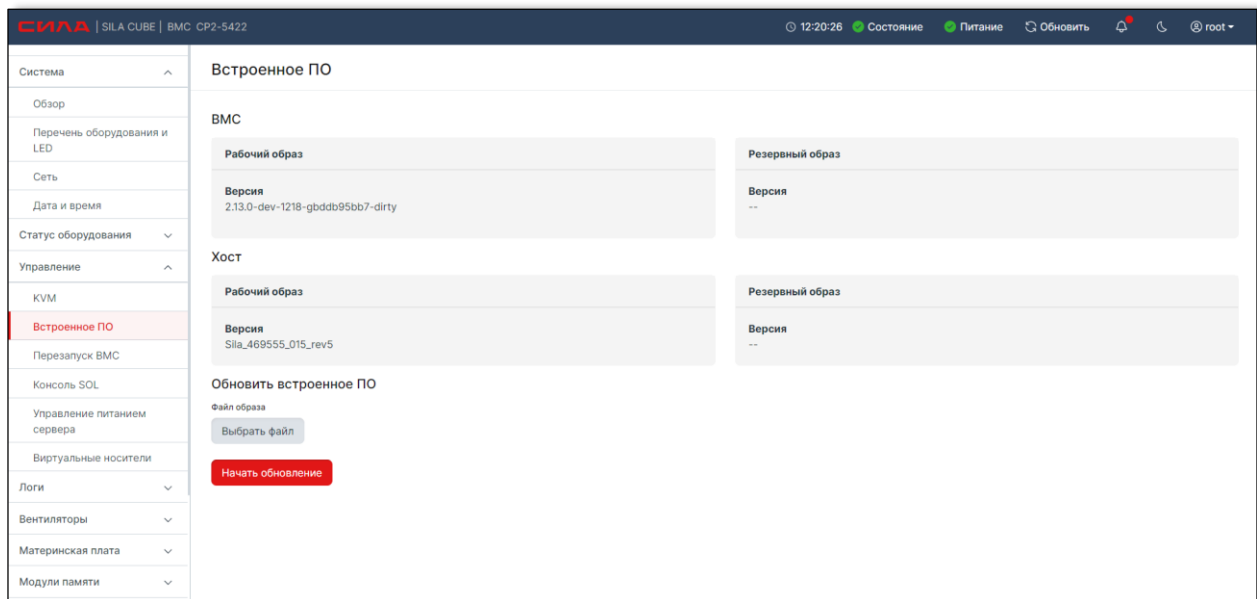 СИЛА | SILA CUBE | BMC CP2-5422
12:20:26 Состояние Питание Обновить root
Система
Обзор
Перечень оборудования и
LED
Сеть
Дата и время
Статус оборудования
Управление
KVM
Встроенное ПО
Перезапуск BMC
Консоль SOL
Управление питанием
сервера
Виртуальные носители
Логи
Вентиляторы
Материнская плата
Модули памяти
Встроенное ПО
BMC
Рабочий образ
Версия
2.13.0-dev-1218-gbddb95bb7-dirty
Резервный образ
Версия
--
Хост
Рабочий образ
Версия
Sila_469555_015_rev5
Резервный образ
Версия
--
Обновить встроенное ПО
Файл образа
Выбрать файл
Начать обновление